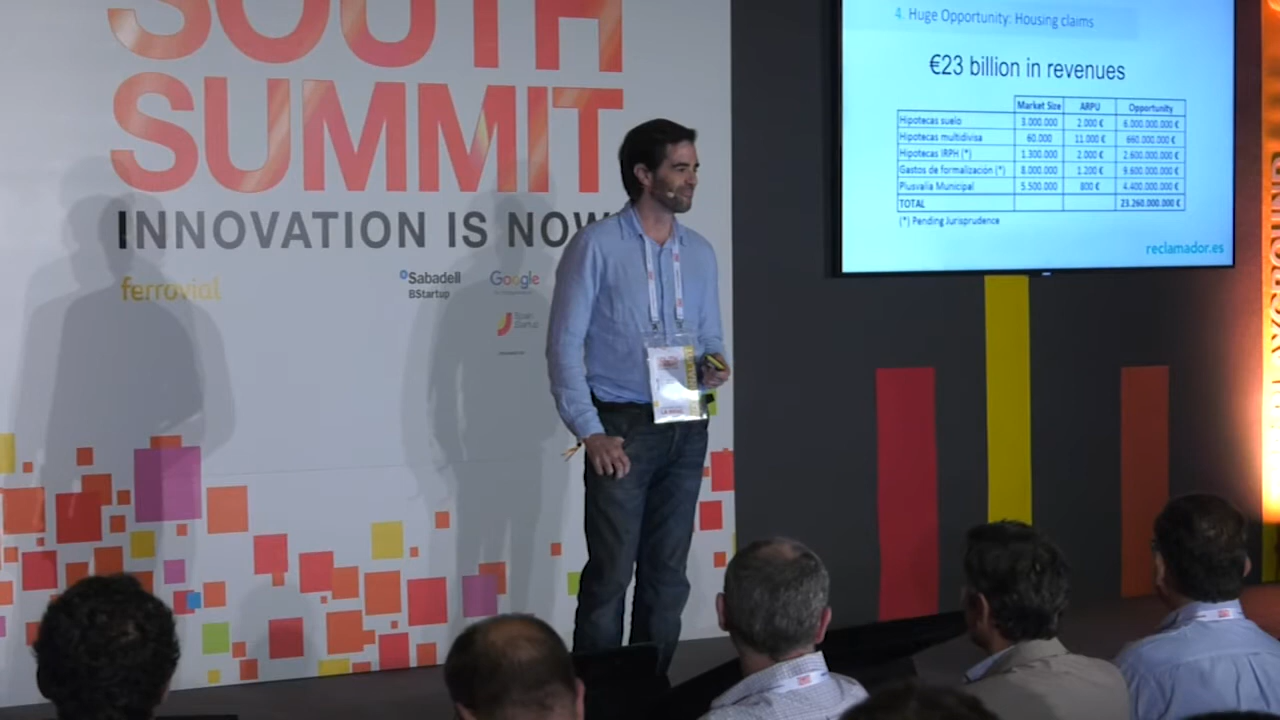 SOUTH
SUMMIT
INNOVATION IS NOW
ferrovial
Sabadell
BStartup
Google
Spain
Startup
4. Huge Opportunity: Housing claims
€23 billion in revenues
Market Size ARPU Opportunity
Hipotecas suelo 3.000.000 2.000 € 6.000.000.000 €
Hipotecas multidivisa 60.000 11.000 € 660.000.000 €
Hipotecas IRPH (*) 1.300.000 2.000 € 2.600.000.000 €
Gastos de formalización (*) 8.000.000 1.200 € 9.600.000.000 €
Plusvalia Municipal 5.500.000 800 € 4.400.000.000 €
TOTAL 23.260.000.000 €
(*) Pending Jurisprudence
reclamador.es